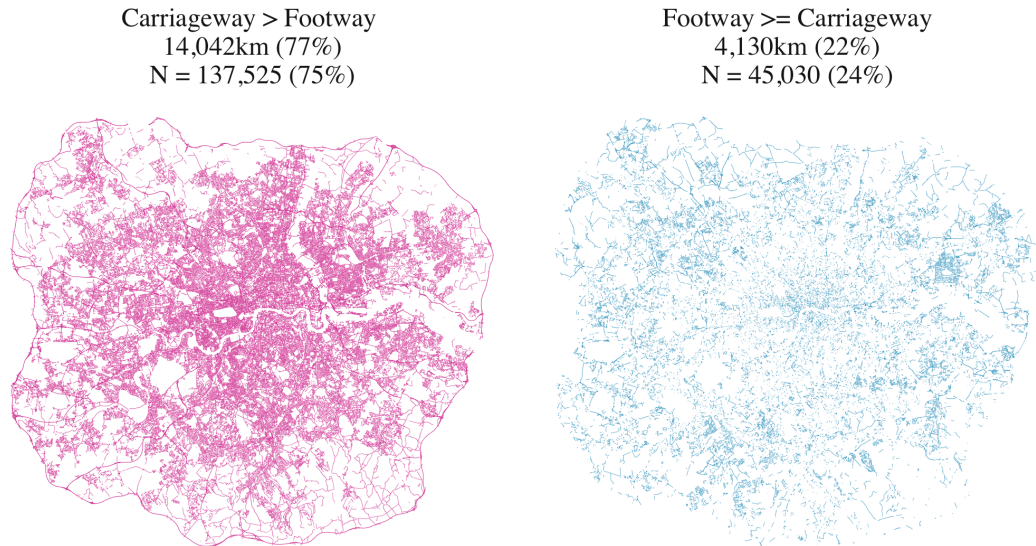 Carriageway > Footway
14,042km (77%)
N = 137,525 (75%)
Footway >= Carriageway
4,130km (22%)
N = 45,030 (24%)